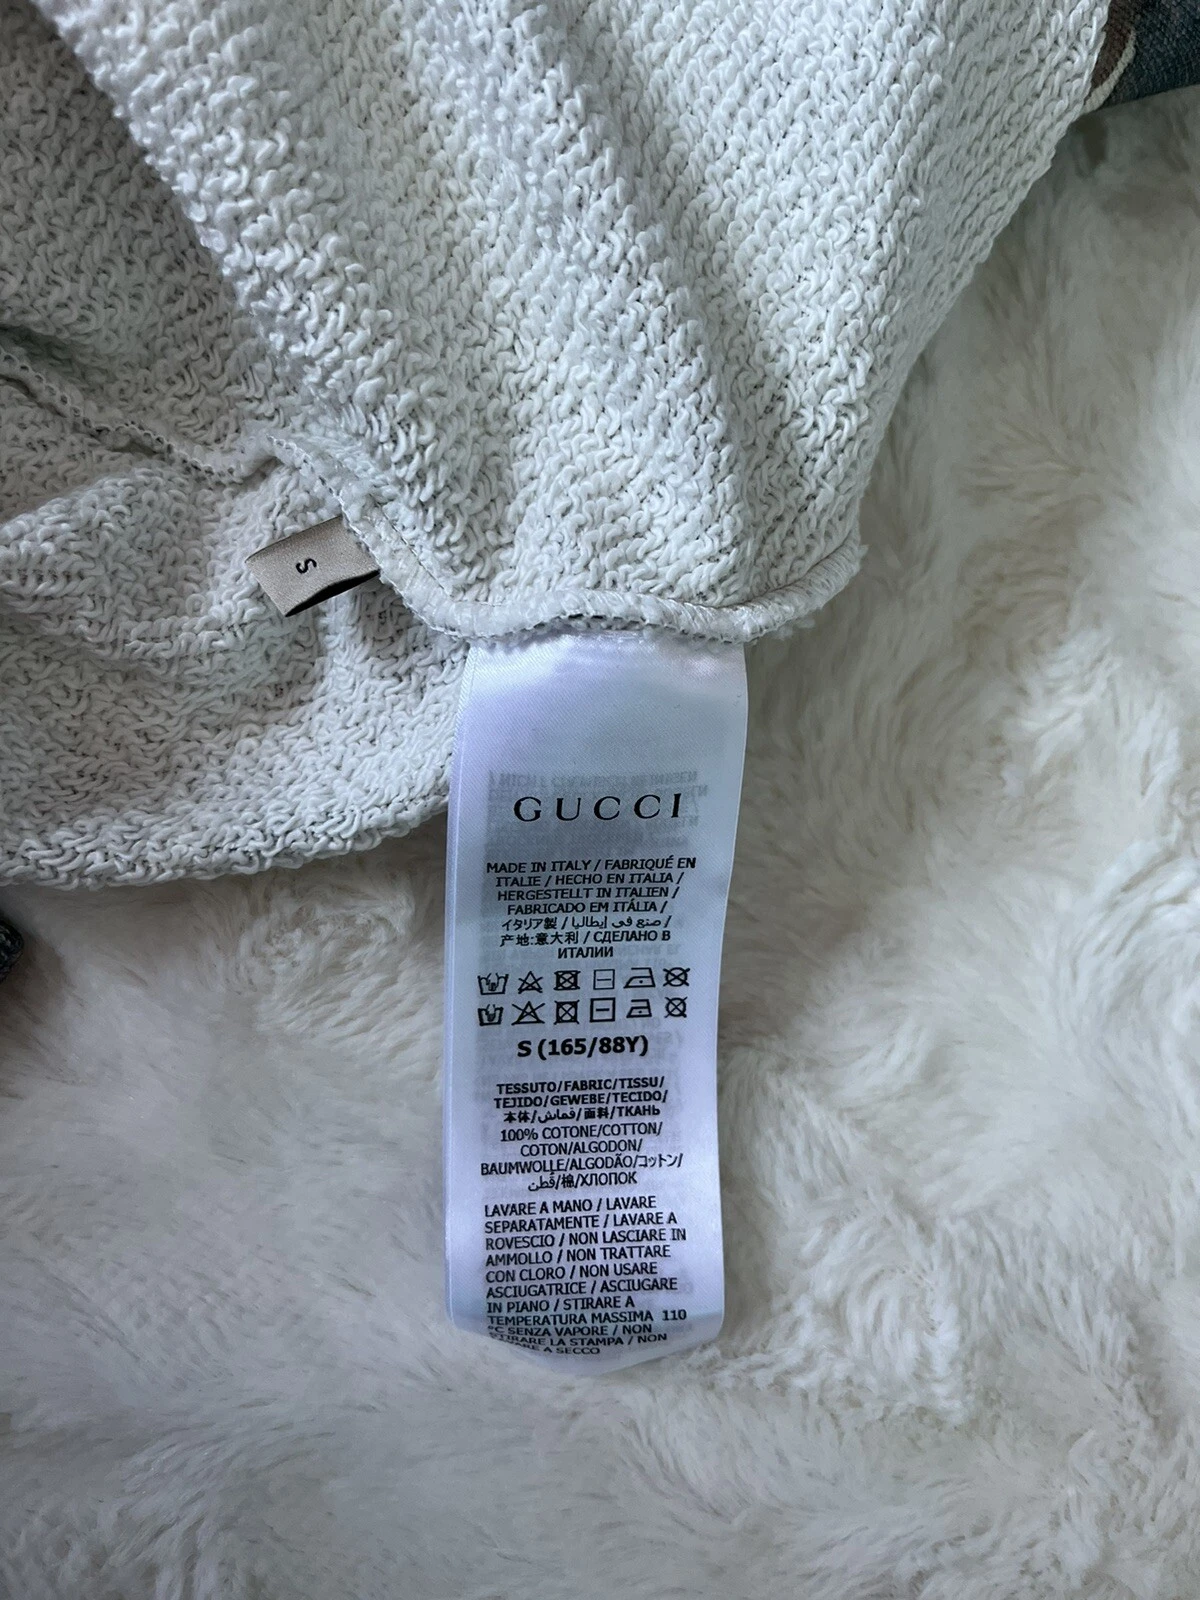 S
GUCCI
MADE IN ITALY / FABRIQUÉ EN
ITALIE / HECHO EN ITALIA /
HERGESTELLT IN ITALIEN /
FABRICADO EM ITÁLIA /
イタリア製 / صنع في إيطاليا /
产地:意大利 / СДЕЛАНО В
ИТАЛИИ
S (165/88Y)
TESSUTO/FABRIC/TISSU/
TEJIDO/GEWEBE/TECIDO/
本体/قماش/面料/ТКАНЬ
100% COTONE/COTTON/
COTON/ALGODON/
BAUMWOLLE/ALGODÃO/コットン/
قطن/棉/ХЛОПОК
LAVARE A MANO / LAVARE
SEPARATAMENTE / LAVARE A
ROVESCIO / NON LASCIARE IN
AMMOLLO / NON TRATTARE
CON CLORO / NON USARE
ASCIUGATRICE / ASCIUGARE
IN PIANO / STIRARE A
TEMPERATURA MASSIMA 110
°C SENZA VAPORE / NON
STIRARE LA STAMPA / NON
A SECCO